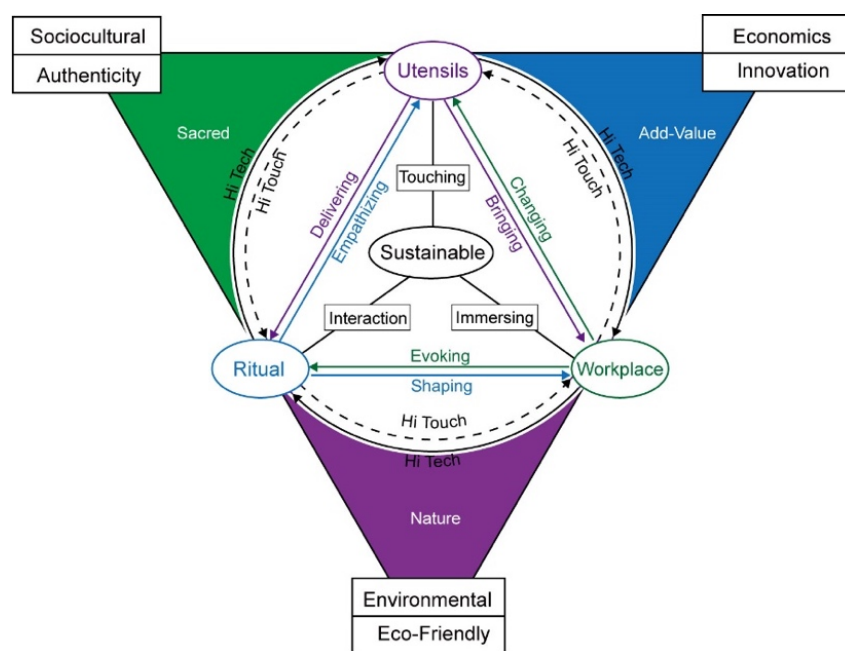 Sociocultural
Authenticity
Economics
Innovation
Utensils
Sacred
Add-Value
Hi Tech
Hi Touch
Hi Touch
Hi Tech
Delivering
Empathizing
Touching
Changing
Bringing
Sustainable
Interaction
Immersing
Ritual
Evoking
Shaping
Workplace
Hi Touch
Hi Tech
Nature
Environmental
Eco-Friendly